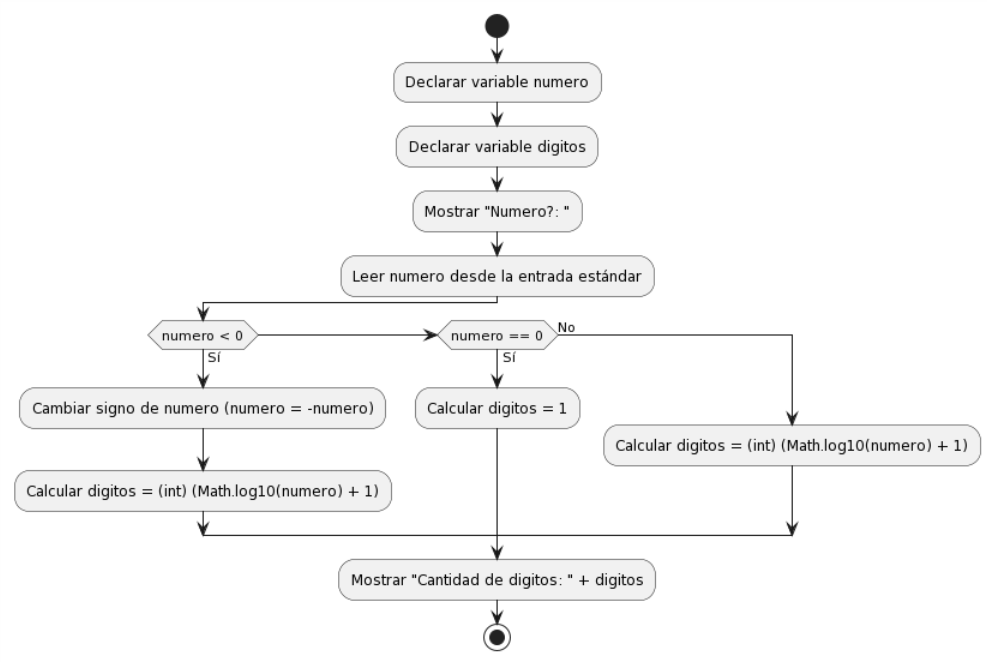 Declarar variable numero
Declarar variable digitos
Mostrar "Numero?: "
Leer numero desde la entrada estándar
numero < 0
Sí
numero == 0
Sí
No
Cambiar signo de numero (numero = -numero)
Calcular digitos = (int) (Math.log10(numero) + 1)
Calcular digitos = 1
Calcular digitos = (int) (Math.log10(numero) + 1)
Mostrar "Cantidad de digitos: " + digitos